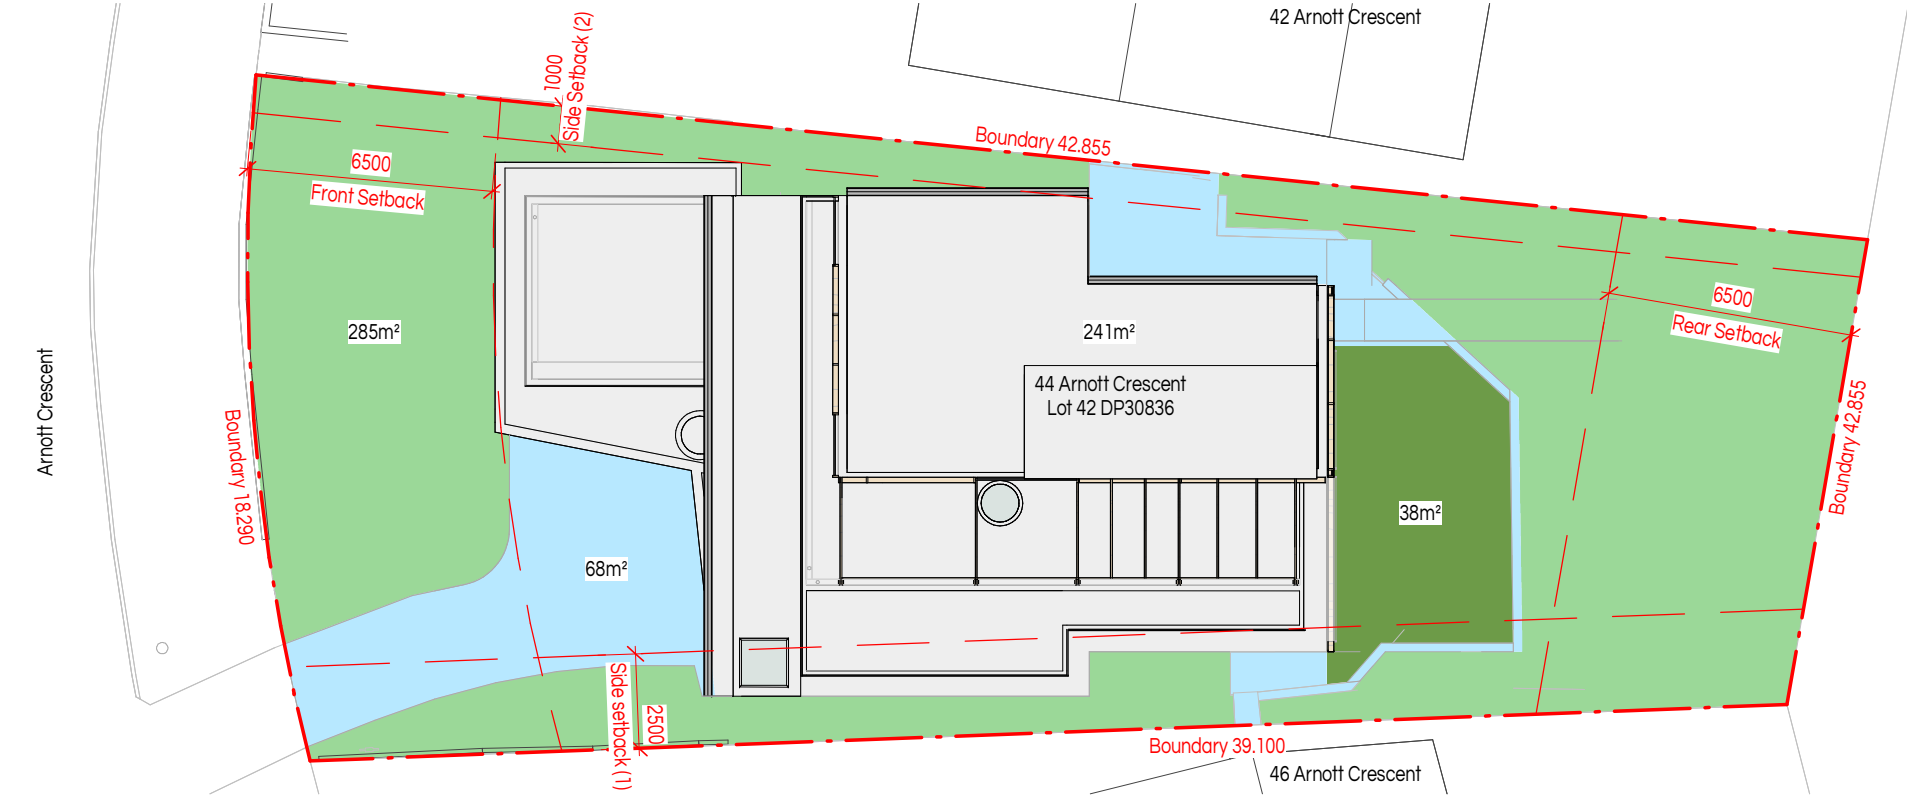 42 Arnott Crescent
1000
Side Setback (2)
Boundary 42.855
6500
Front Setback
6500
Rear Setback
285m²
241m²
44 Arnott Crescent
Lot 42 DP30836
Arnott Crescent
Boundary 18.290
Boundary 42.855
38m²
68m²
Side setback (1)
2500
Boundary 39.100
46 Arnott Crescent